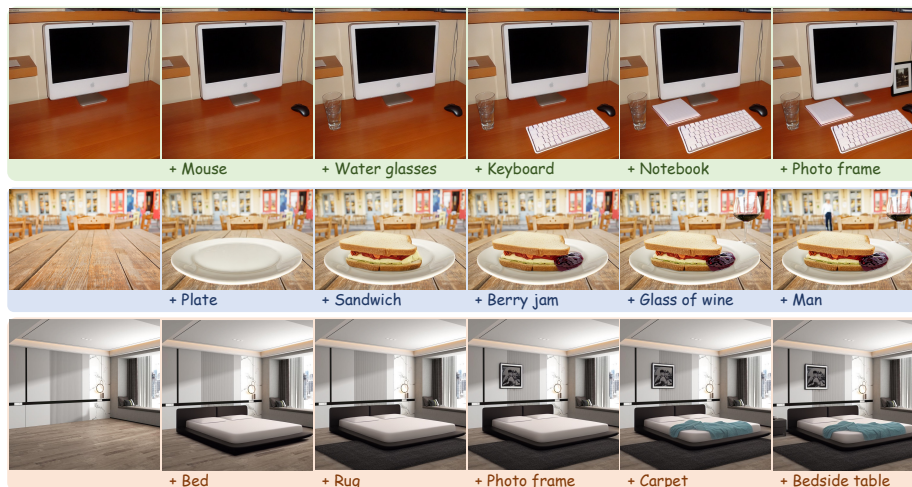 + Mouse
+ Water glasses
+ Keyboard
+ Notebook
+ Photo frame
+ Plate
+ Sandwich
+ Berry jam
+ Glass of wine
+ Man
+ Bed
+ Rug
+ Photo frame
+ Carpet
+ Bedside table